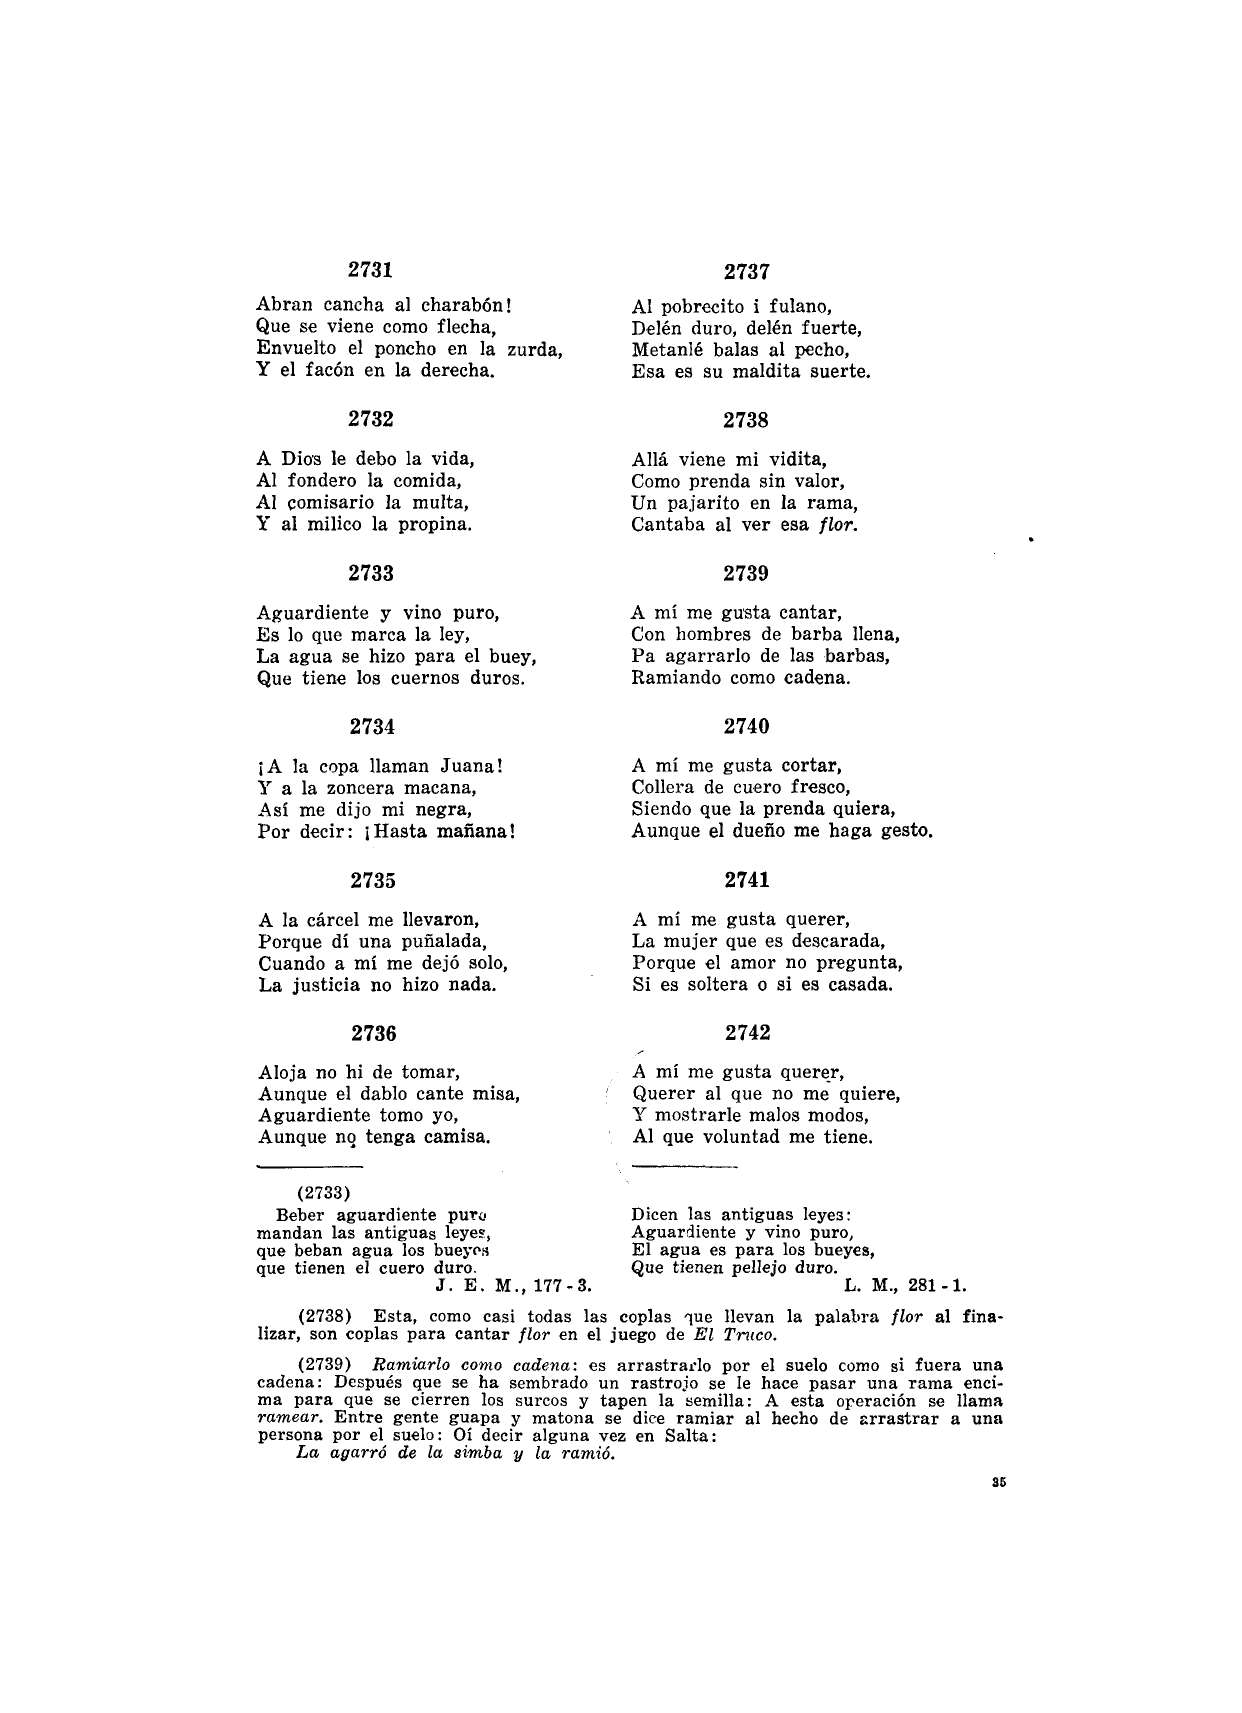 2731
Abran cancha al charabón!
Que se viene como flecha,
Envuelto el poncho en la zurda,
Y el facón en la derecha.
2732
A Dios le debo la vida,
Al fondero la comida,
Al comisario la multa,
Y al milico la propina.
2733
Aguardiente y vino puro,
Es lo que marca la ley,
La agua se hizo para el buey,
Que tiene los cuernos duros.
2734
¡A la copa llaman Juana!
Y a la zoncera macana,
Así me dijo mi negra,
Por decir: ¡Hasta mañana!
2735
A la cárcel me llevaron,
Porque dí una puñalada,
Cuando a mí me dejó solo,
La justicia no hizo nada.
2736
Aloja no hi de tomar,
Aunque el dablo cante misa,
Aguardiente tomo yo,
Aunque no tenga camisa.
2737
Al pobrecito i fulano,
Delén duro, delén fuerte,
Metanlé balas al pecho,
Esa es su maldita suerte.
2738
Allá viene mi vidita,
Como prenda sin valor,
Un pajarito en la rama,
Cantaba al ver esa flor.
2739
A mí me gusta cantar,
Con hombres de barba llena,
Pa agarrarlo de las barbas,
Ramiando como cadena.
2740
A mí me gusta cortar,
Collera de cuero fresco,
Siendo que la prenda quiera,
Aunque el dueño me haga gesto.
2741
A mí me gusta querer,
La mujer que es descarada,
Porque el amor no pregunta,
Si es soltera o si es casada.
2742
A mí me gusta querer,
Querer al que no me quiere,
Y mostrarle malos modos,
Al que voluntad me tiene.
(2733)
Beber aguardiente puro
mandan las antiguas leyes,
que beban agua los bueyes
que tienen el cuero duro.
J. E. M., 177-3.
Dicen las antiguas leyes:
Aguardiente y vino puro,
El agua es para los bueyes,
Que tienen pellejo duro.
L. M., 281-1.
(2738) Esta, como casi todas las coplas que llevan la palabra flor al fina-
lizar, son coplas para cantar flor en el juego de El Truco.
(2739) Ramiarlo como cadena: es arrastrarlo por el suelo como si fuera una
cadena: Después que se ha sembrado un rastrojo se le hace pasar una rama enci-
ma para que se cierren los surcos y tapen la semilla: A esta operación se llama
ramear. Entre gente guapa y matona se dice ramiar al hecho de arrastrar a una
persona por el suelo: Oí decir alguna vez en Salta:
La agarró de la simba y la ramió.
35